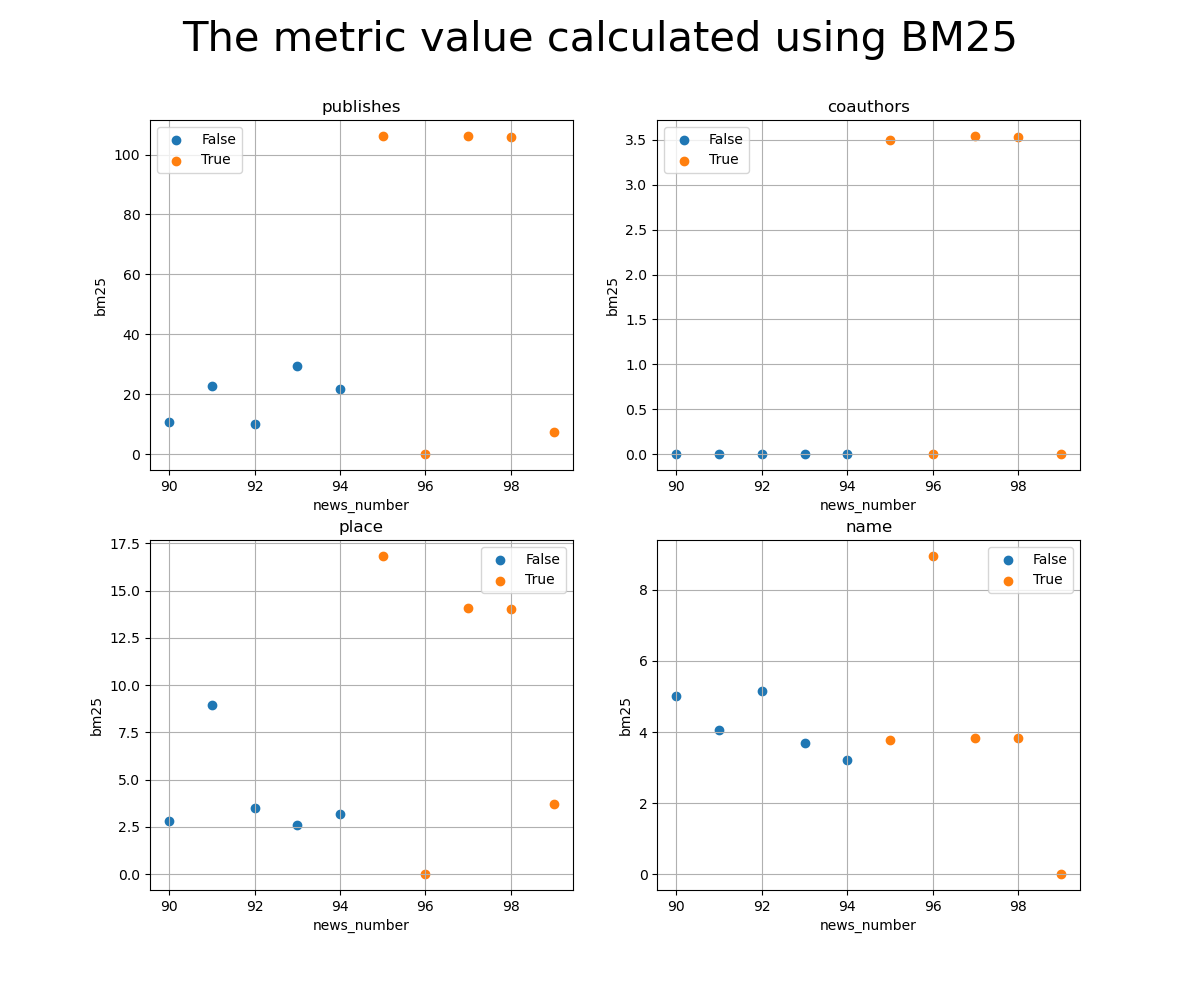 The metric value calculated using BM25
publishes
False
True
100
80
60
40
20
0
bm25
90 92 94 96 98
news_number
coauthors
False
True
3.5
3.0
2.5
2.0
1.5
1.0
0.5
0.0
bm25
90 92 94 96 98
news_number
place
False
True
17.5
15.0
12.5
10.0
7.5
5.0
2.5
0.0
bm25
90 92 94 96 98
news_number
name
False
True
8
6
4
2
0
bm25
90 92 94 96 98
news_number